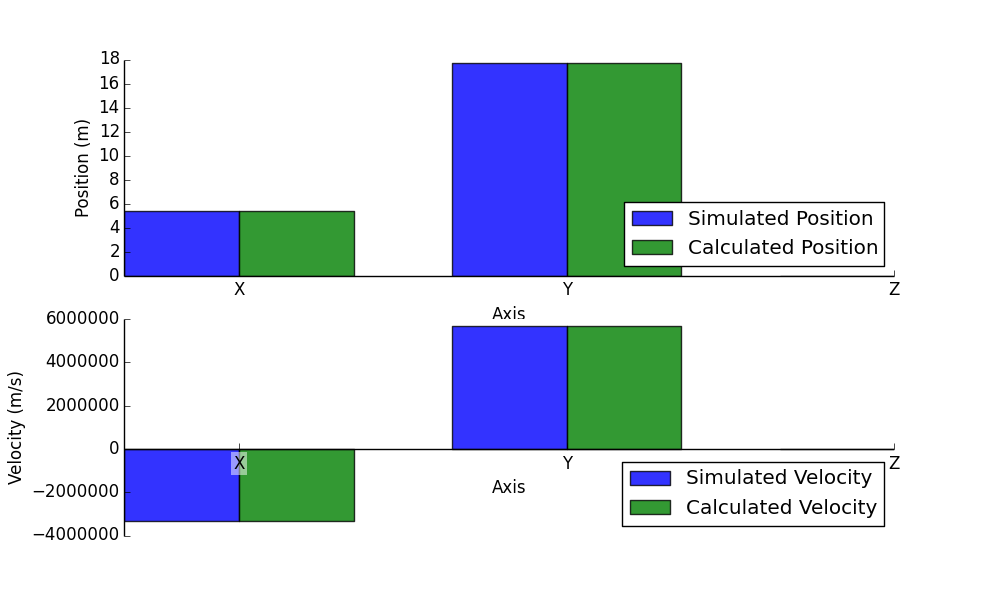 18
16
14
12
10
8
6
4
2
0
Position (m)
Simulated Position
Calculated Position
X Y Z
Axis
6000000
4000000
2000000
0
−2000000
−4000000
Velocity (m/s)
X Y Z
Axis
Simulated Velocity
Calculated Velocity